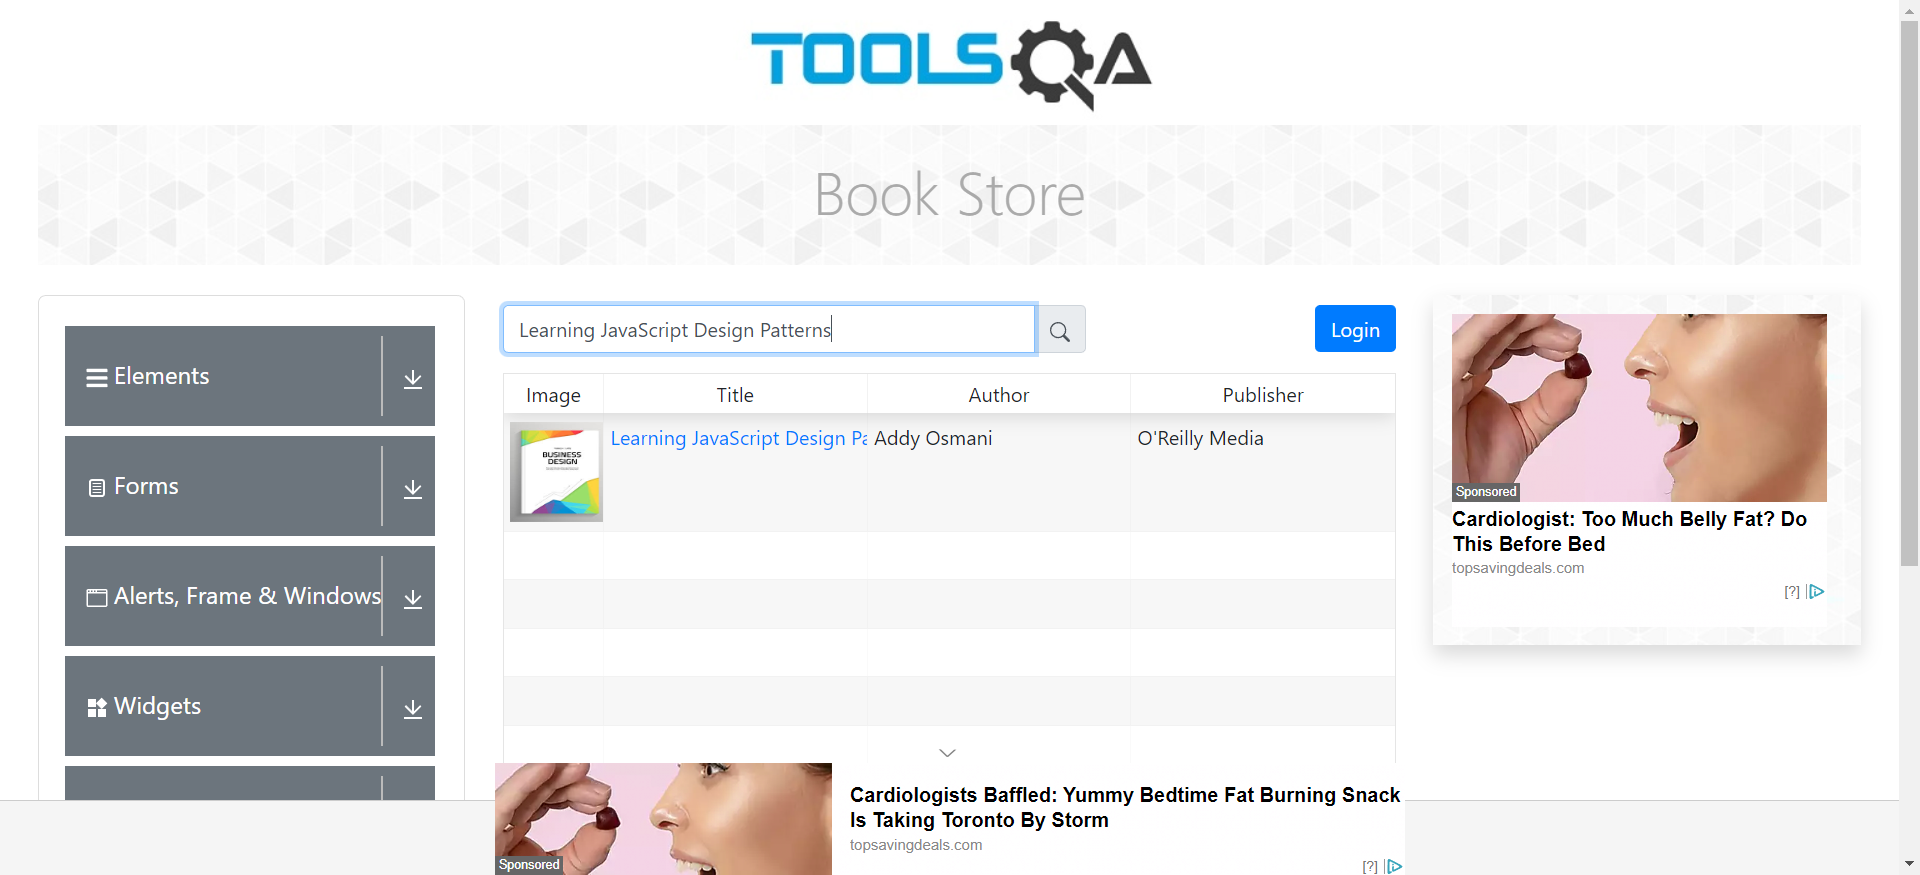 TOOLSQA
Book Store
Elements
Forms
Alerts, Frame & Windows
Widgets
Learning JavaScript Design Patterns
Login
Image Title Author Publisher
BUSINESS
DESIGN
Learning JavaScript Design Pa Addy Osmani O'Reilly Media
Sponsored
Cardiologist: Too Much Belly Fat? Do
This Before Bed
topsavingdeals.com
[?]
Sponsored
Cardiologists Baffled: Yummy Bedtime Fat Burning Snack
Is Taking Toronto By Storm
topsavingdeals.com
[?]